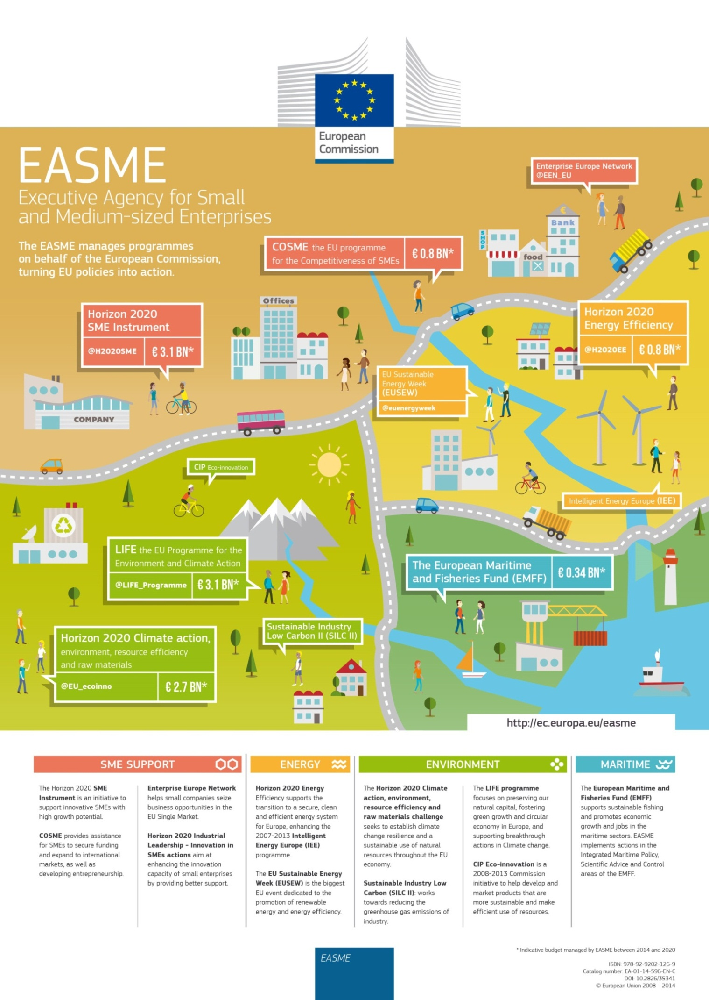 European
Commission
EASME
Executive Agency for Small
and Medium-sized Enterprises
The EASME manages programmes
on behalf of the European Commission,
turning EU policies into action.
Enterprise Europe Network
@EEN_EU
Bank
SHOP
food
COSME the EU programme
for the Competitiveness of SMEs
€ 0.8 BN*
Offices
Horizon 2020
SME Instrument
@H2020SME
€ 3.1 BN*
COMPANY
Horizon 2020
Energy Efficiency
@H2020EE
€ 0.8 BN*
EU Sustainable
Energy Week
(EUSEW)
@euenergyweek
CIP Eco-innovation
Intelligent Energy Europe (IEE)
LIFE the EU Programme for the
Environment and Climate Action
@LIFE_Programme
€ 3.1 BN*
The European Maritime
and Fisheries Fund (EMFF)
€ 0.34 BN*
Sustainable Industry
Low Carbon II (SILC II)
Horizon 2020 Climate action,
environment, resource efficiency
and raw materials
@EU_ecoinno
€ 2.7 BN*
http://ec.europa.eu/easme
SME SUPPORT
The Horizon 2020 SME
Instrument is an initiative to
support innovative SMEs with
high growth potential.
COSME provides assistance
for SMEs to secure funding
and expand to international
markets, as well as
developing entrepreneurship.
Enterprise Europe Network
helps small companies seize
business opportunities in the
EU Single Market.
Horizon 2020 Industrial
Leadership - Innovation in
SMEs actions aim at
enhancing the innovation
capacity of small enterprises
by providing better support.
ENERGY
Horizon 2020 Energy
Efficiency supports the
transition to a secure, clean
and efficient energy system
for Europe, enhancing the
2007-2013 Intelligent
Energy Europe (IEE)
programme.
The EU Sustainable Energy
Week (EUSEW) is the biggest
EU event dedicated to the
promotion of renewable
energy and energy efficiency.
ENVIRONMENT
The Horizon 2020 Climate
action, environment,
resource efficiency and
raw materials challenge
seeks to establish climate
change resilience and a
sustainable use of natural
resources throughout the EU
economy.
Sustainable Industry Low
Carbon (SILC II): works
towards reducing the
greenhouse gas emissions of
industry.
The LIFE programme
focuses on preserving our
natural capital, fostering
green growth and circular
economy in Europe, and
supporting breakthrough
actions in Climate change.
CIP Eco-innovation is a
2008-2013 Commission
initiative to help develop and
market products that are
more sustainable and make
efficient use of resources.
MARITIME
The European Maritime and
Fisheries Fund (EMFF)
supports sustainable fishing
and promotes economic
growth and jobs in the
maritime sectors. EASME
implements actions in the
Integrated Maritime Policy,
Scientific Advice and Control
areas of the EMFF.
EASME
* Indicative budget managed by EASME between 2014 and 2020
ISBN: 978-92-9202-126-9
Catalog number: EA-01-14-596-EN-C
DOI: 10.2826/35341
© European Union 2008 – 2014